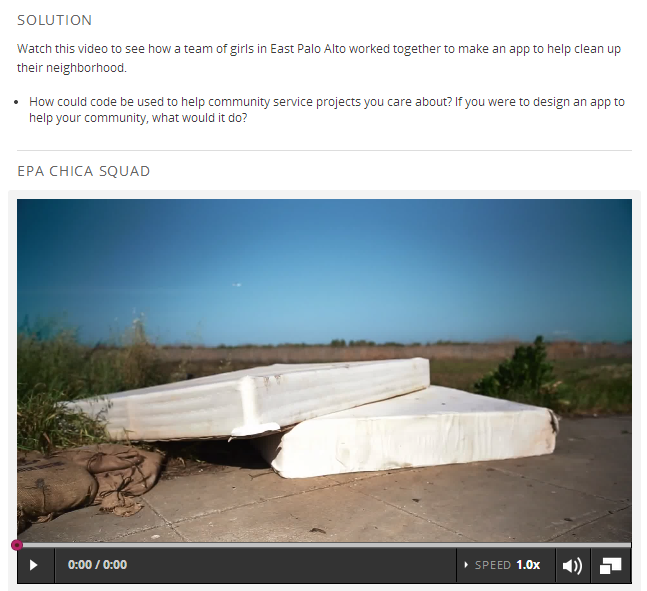 SOLUTION
Watch this video to see how a team of girls in East Palo Alto worked together to make an app to help clean up
their neighborhood.
• How could code be used to help community service projects you care about? If you were to design an app to
help your community, what would it do?
EPA CHICA SQUAD
0:00 / 0:00 SPEED 1.0x